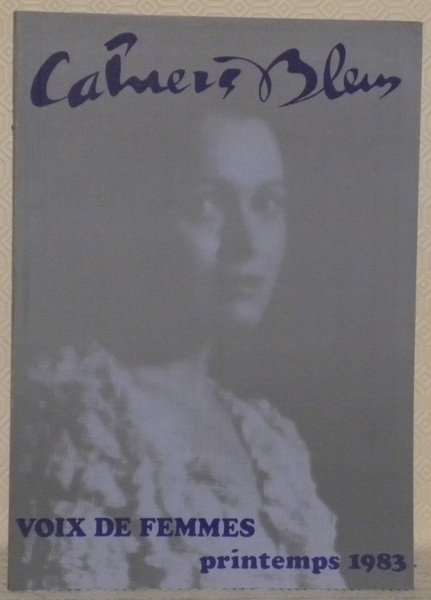 Cahiers Bleus
VOIX DE FEMMES
printemps 1983